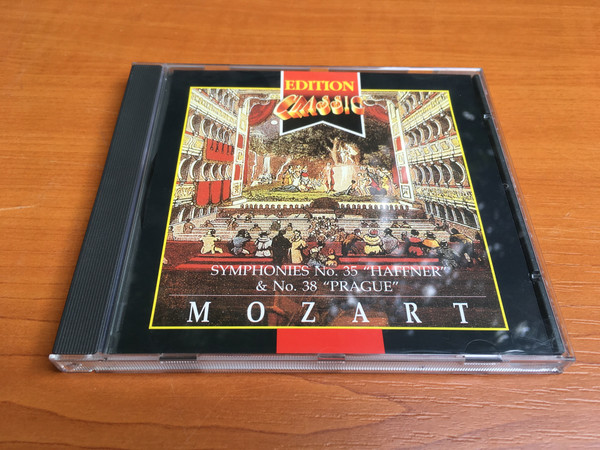 EDITION
CLASSIC
SYMPHONIES No. 35 "HAFFNER"
& No. 38 "PRAGUE"
MOZART